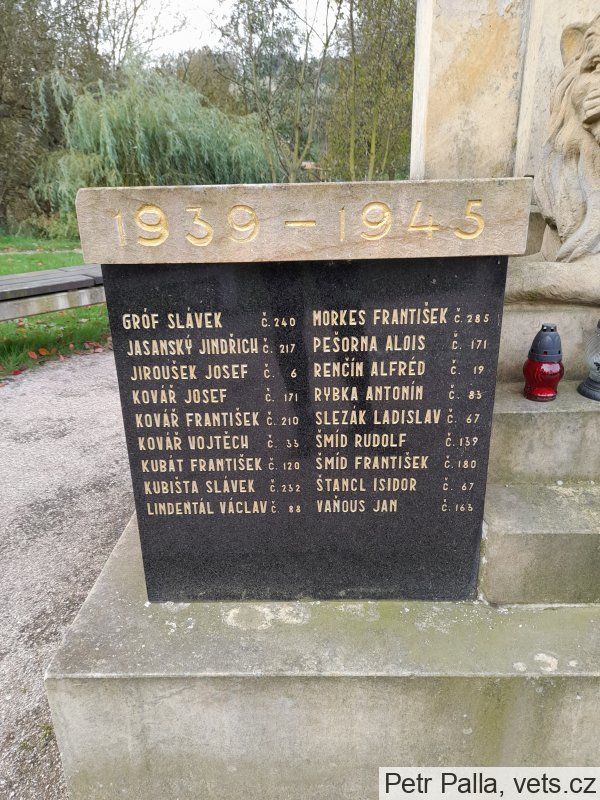 1939 - 1945
GRÓF SLÁVEK Č. 240
JASANSKÝ JINDŘICH Č. 217
JIROUŠEK JOSEF Č. 6
KOVÁŘ JOSEF Č. 171
KOVÁŘ FRANTIŠEK Č. 210
KOVÁŘ VOJTĚCH Č. 33
KUBÁT FRANTIŠEK Č. 120
KUBIŠTA SLÁVEK Č. 232
LINDENTÁL VÁCLAV Č. 88
MORKES FRANTIŠEK Č. 285
PEŠORNA ALOIS Č. 171
RENČÍN ALFRÉD Č. 19
RYBKA ANTONÍN Č. 83
SLEZÁK LADISLAV Č. 67
ŠMÍD RUDOLF Č. 139
ŠMÍD FRANTIŠEK Č. 180
ŠTANCL ISIDOR Č. 67
VAŇOUS JAN Č. 163
Petr Palla, vets.cz